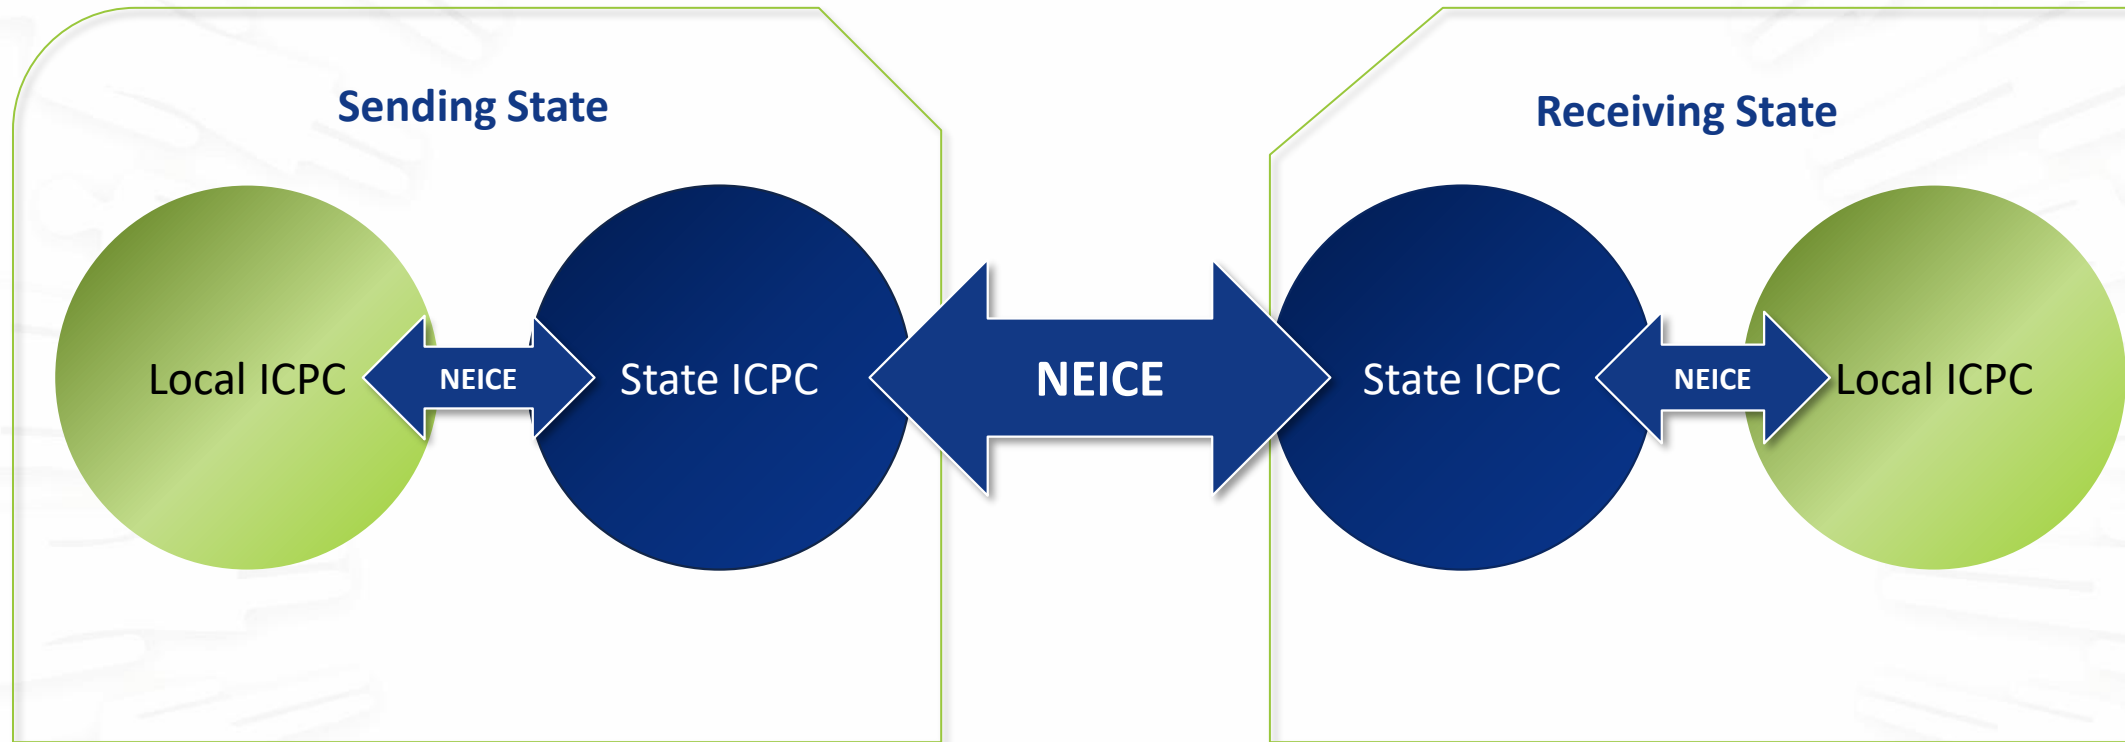 Sending State
Receiving State
Local ICPC
NEICE
State ICPC
NEICE
State ICPC
NEICE
Local ICPC